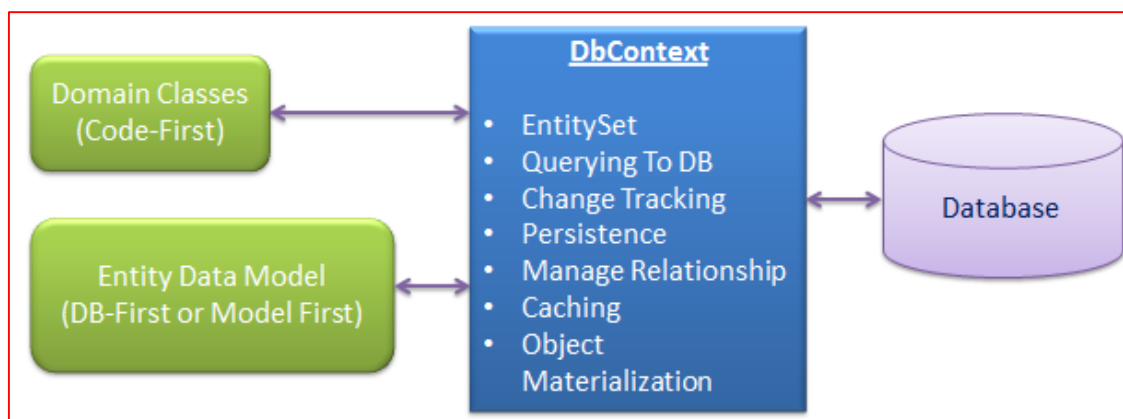 Domain Classes
(Code-First)
Entity Data Model
(DB-First or Model First)
DbContext
• EntitySet
• Querying To DB
• Change Tracking
• Persistence
• Manage Relationship
• Caching
• Object
Materialization
Database